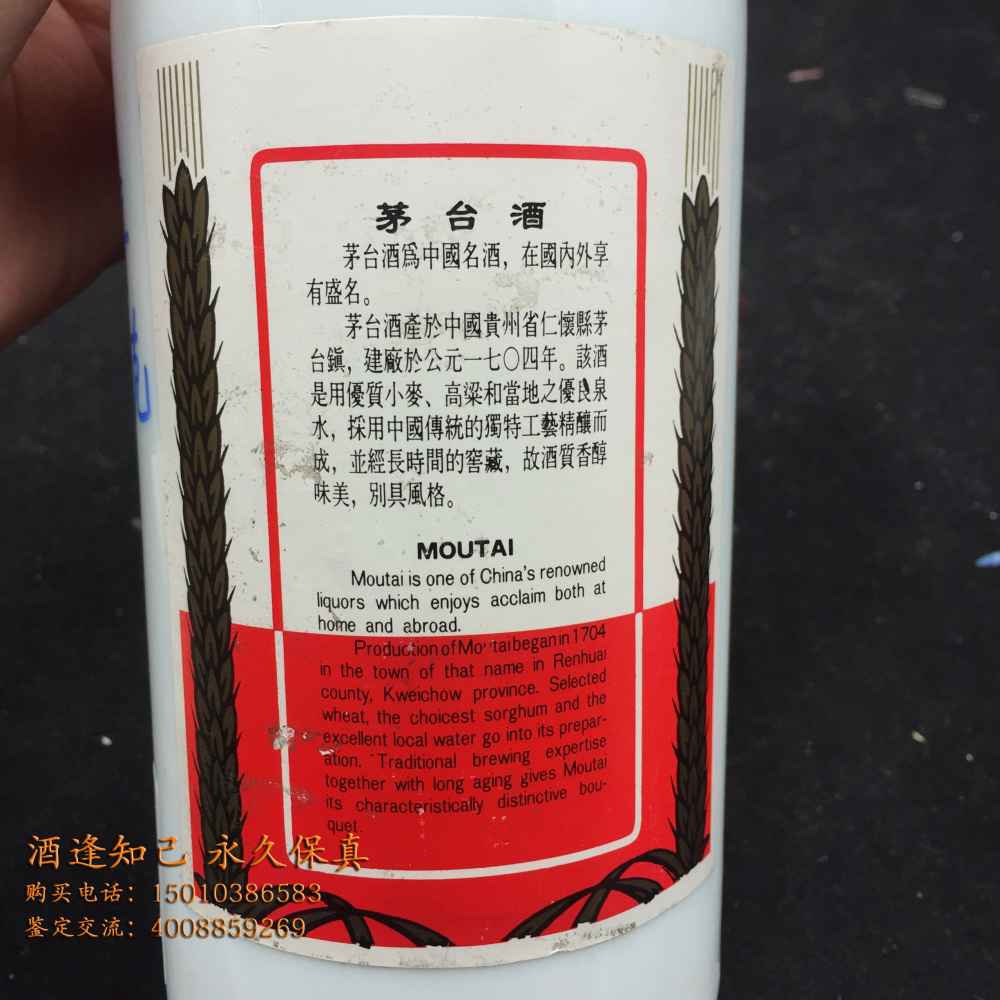 茅台酒
茅台酒爲中國名酒，在國內外享
有盛名。
茅台酒產於中國貴州省仁懷縣茅
台鎭，建廠於公元一七〇四年。該酒
是用優質小麥、高粱和當地之優良泉
水，採用中國傳統的獨特工藝精釀而
成，並經長時間的窖藏，故酒質香醇
味美，別具風格。
MOUTAI
Moutai is one of China's renowned
liquors which enjoys acclaim both at
home and abroad.
Production of Mou tai began in 1704
in the town of that name in Renhuai
county, Kweichow province. Selected
wheat, the choicest sorghum and the
excellent local water go into its prepar-
ation. Traditional brewing expertise
together with long aging gives Moutai
its characteristically distinctive bou-
quet.
酒逢知己 永久保真
购买电话：15010386583
鉴定交流：4008859269